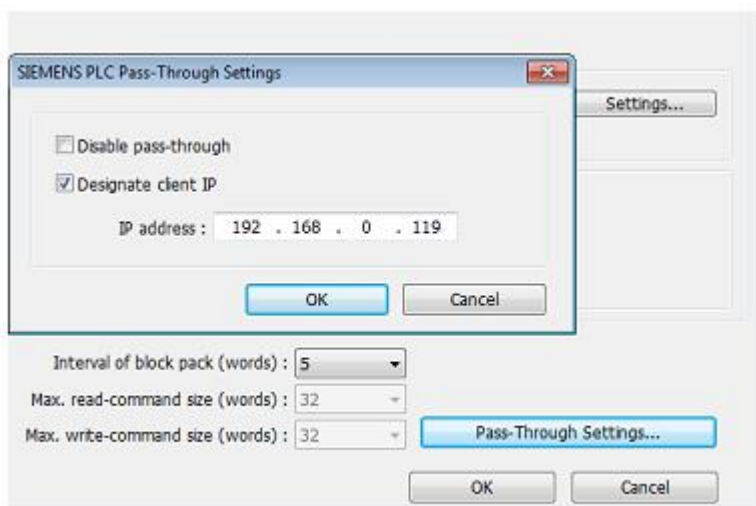 SIEMENS PLC Pass-Through Settings
Settings...
Disable pass-through
Designate client IP
IP address : 192 . 168 . 0 . 119
OK Cancel
Interval of block pack (words) : 5
Max. read-command size (words) : 32
Max. write-command size (words) : 32
Pass-Through Settings...
OK Cancel